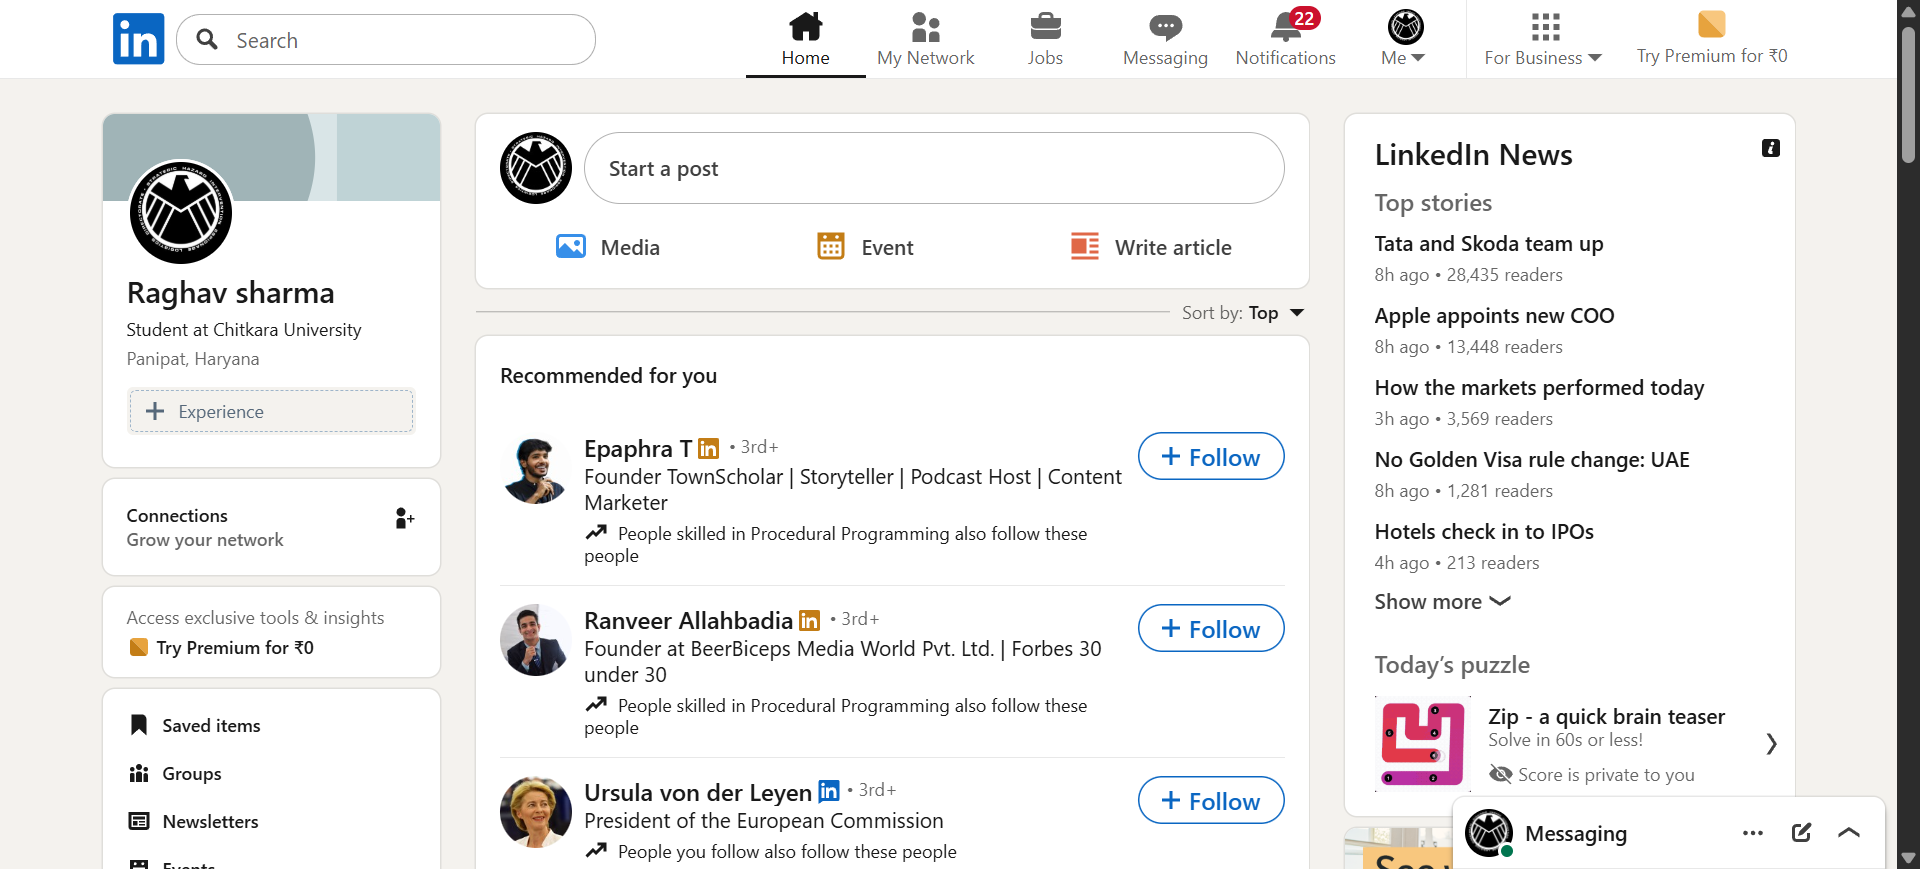 in
Search
Home
My Network
Jobs
Messaging
22
Notifications
Me
For Business
Try Premium for ₹0
Raghav sharma
Student at Chitkara University
Panipat, Haryana
+ Experience
Connections
Grow your network
Access exclusive tools & insights
Try Premium for ₹0
Saved items
Groups
Newsletters
Events
Start a post
Media
Event
Write article
Sort by: Top
Recommended for you
Epaphra T in • 3rd+
Founder TownScholar | Storyteller | Podcast Host | Content
Marketer
People skilled in Procedural Programming also follow these
people
+ Follow
Ranveer Allahbadia in • 3rd+
Founder at BeerBiceps Media World Pvt. Ltd. | Forbes 30
under 30
People skilled in Procedural Programming also follow these
people
+ Follow
Ursula von der Leyen in • 3rd+
President of the European Commission
People you follow also follow these people
+ Follow
LinkedIn News
Top stories
Tata and Skoda team up
8h ago • 28,435 readers
Apple appoints new COO
8h ago • 13,448 readers
How the markets performed today
3h ago • 3,569 readers
No Golden Visa rule change: UAE
8h ago • 1,281 readers
Hotels check in to IPOs
4h ago • 213 readers
Show more
Today’s puzzle
Zip - a quick brain teaser
Solve in 60s or less!
Score is private to you
See
Messaging